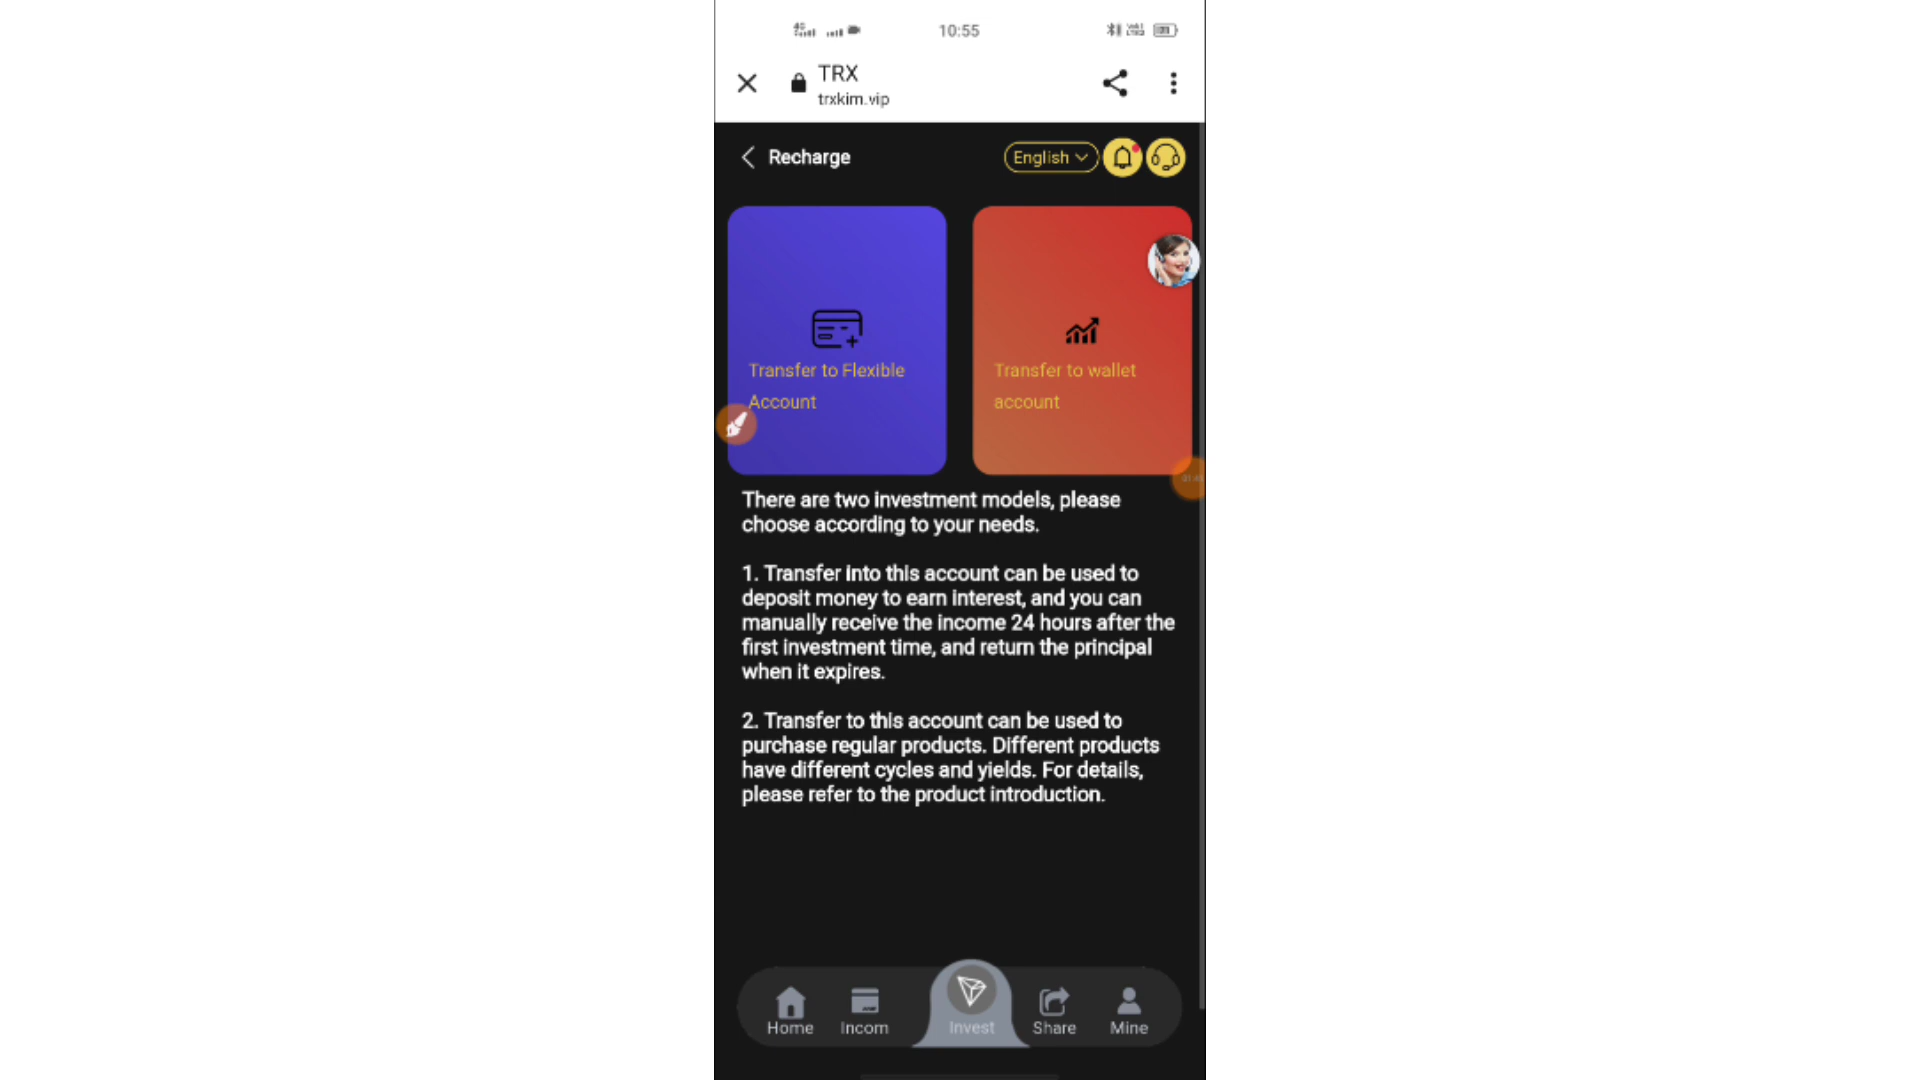 10:55
TRX
trxkim.vip
Recharge
English
Transfer to Flexible
Account
Transfer to wallet
account
There are two investment models, please
choose according to your needs.
1. Transfer into this account can be used to
deposit money to earn interest, and you can
manually receive the income 24 hours after the
first investment time, and return the principal
when it expires.
2. Transfer to this account can be used to
purchase regular products. Different products
have different cycles and yields. For details,
please refer to the product introduction.
Home
Incom
Invest
Share
Mine